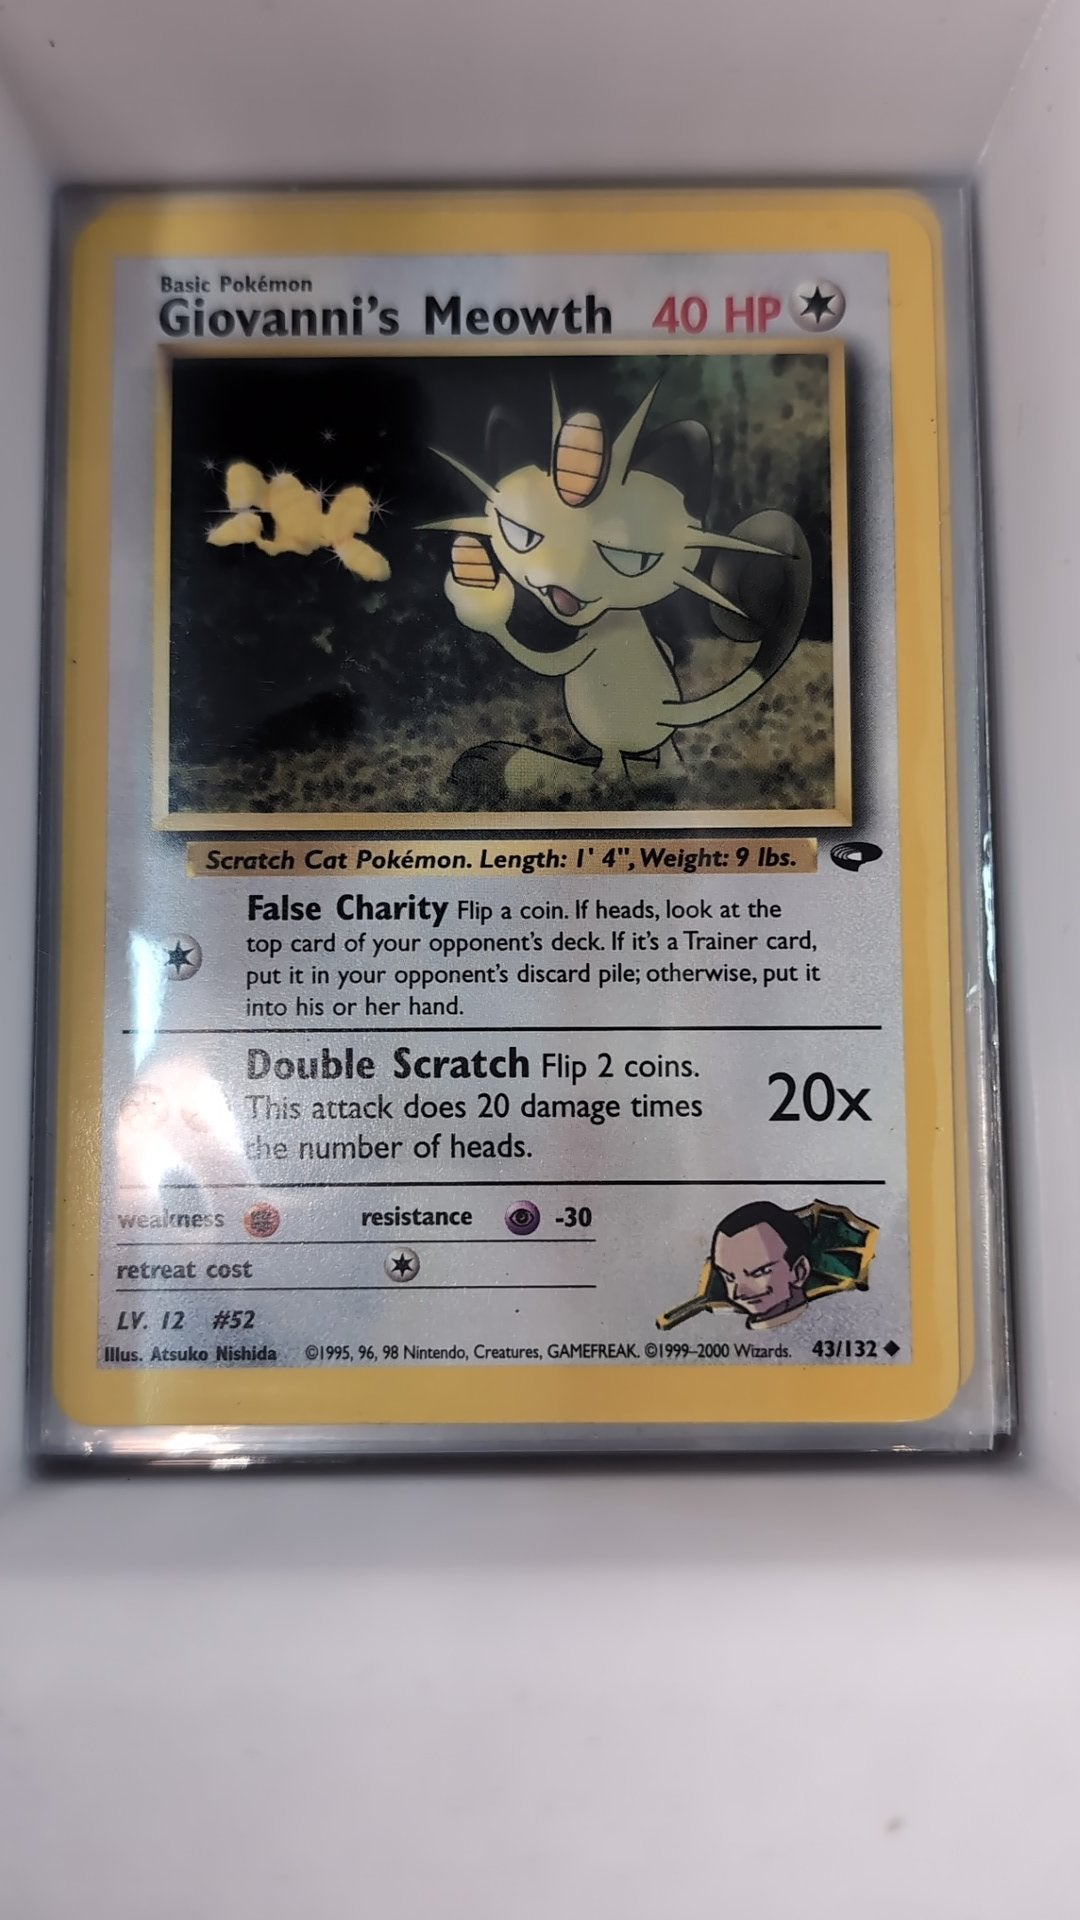 Basic Pokémon
Giovanni's Meowth 40 HP
Scratch Cat Pokémon. Length: 1' 4", Weight: 9 lbs.
False Charity Flip a coin. If heads, look at the
top card of your opponent's deck. If it's a Trainer card,
put it in your opponent's discard pile; otherwise, put it
into his or her hand.
Double Scratch Flip 2 coins.
This attack does 20 damage times
the number of heads.
20x
weakness resistance -30
retreat cost
LV. 12 #52
Illus. Atsuko Nishida ©1995, 96, 98 Nintendo, Creatures, GAMEFREAK. ©1999–2000 Wizards. 43/132